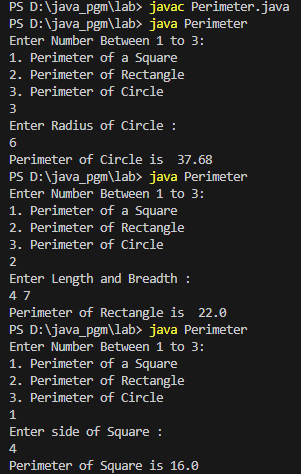 PS D:\java_pgm\lab> javac Perimeter.java
PS D:\java_pgm\lab> java Perimeter
Enter Number Between 1 to 3:
1. Perimeter of a Square
2. Perimeter of Rectangle
3. Perimeter of Circle
3
Enter Radius of Circle :
6
Perimeter of Circle is  37.68
PS D:\java_pgm\lab> java Perimeter
Enter Number Between 1 to 3:
1. Perimeter of a Square
2. Perimeter of Rectangle
3. Perimeter of Circle
2
Enter Length and Breadth :
4 7
Perimeter of Rectangle is  22.0
PS D:\java_pgm\lab> java Perimeter
Enter Number Between 1 to 3:
1. Perimeter of a Square
2. Perimeter of Rectangle
3. Perimeter of Circle
1
Enter side of Square :
4
Perimeter of Square is 16.0